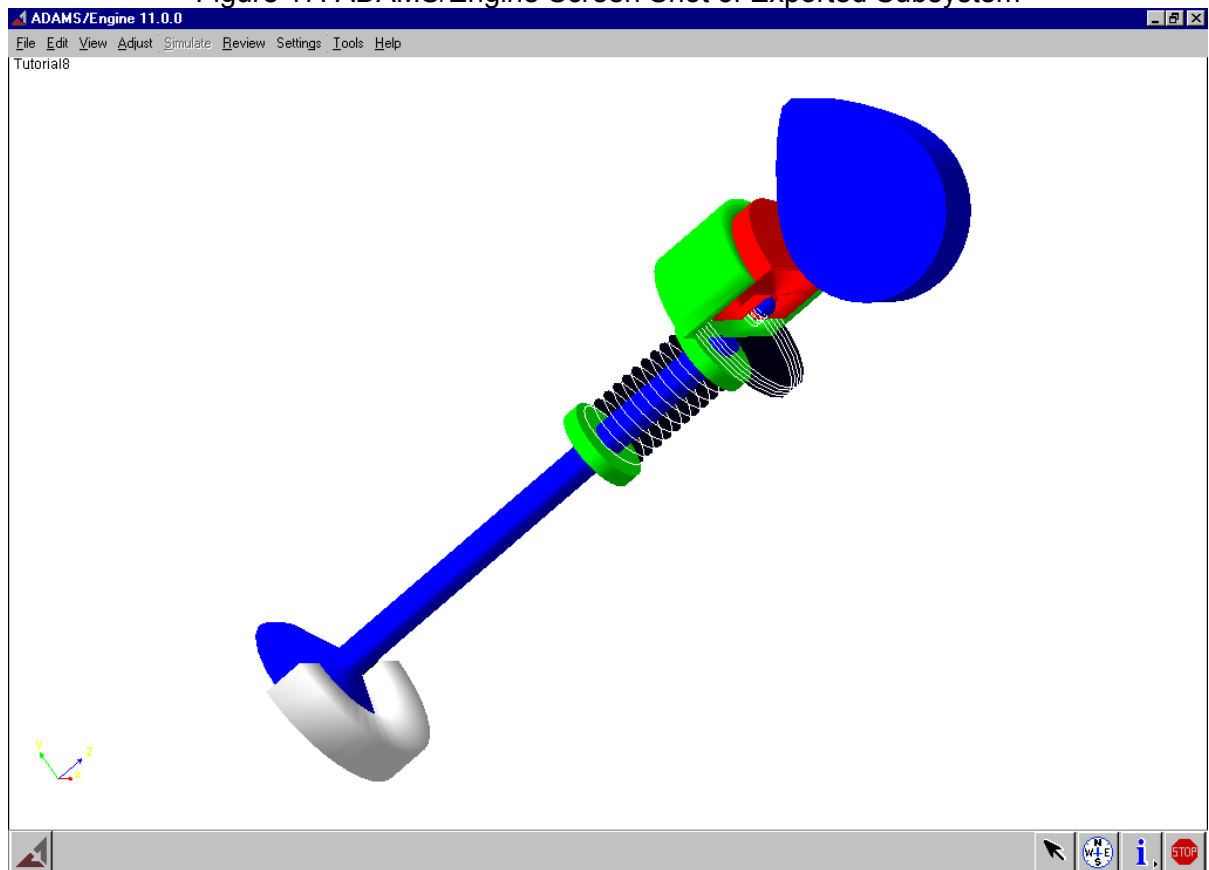 Figure 17: ADAMS/Engine Screen Shot of Exported Subsystem
ADAMS/Engine 11.0.0
File Edit View Adjust Simulate Review Settings Tools Help
Tutorial8
y
z
x
N
W E
S
i
STOP